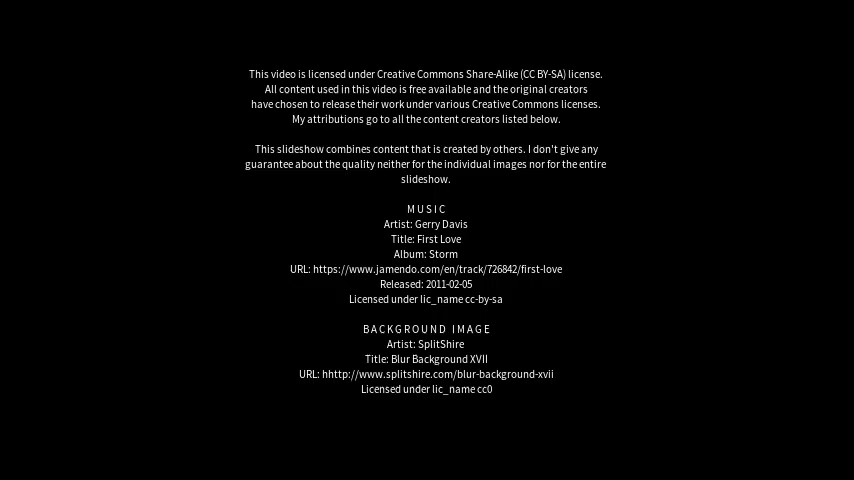 This video is licensed under Creative Commons Share-Alike (CC BY-SA) license.
All content used in this video is free available and the original creators
have chosen to release their work under various Creative Commons licenses.
My attributions go to all the content creators listed below.
This slideshow combines content that is created by others. I don't give any
guarantee about the quality neither for the individual images nor for the entire
slideshow.
MUSIC
Artist: Gerry Davis
Title: First Love
Album: Storm
URL: https://www.jamendo.com/en/track/726842/first-love
Released: 2011-02-05
Licensed under lic_name cc-by-sa
BACKGROUND IMAGE
Artist: SplitShire
Title: Blur Background XVII
URL: hhttp://www.splitshire.com/blur-background-xvii
Licensed under lic_name cc0